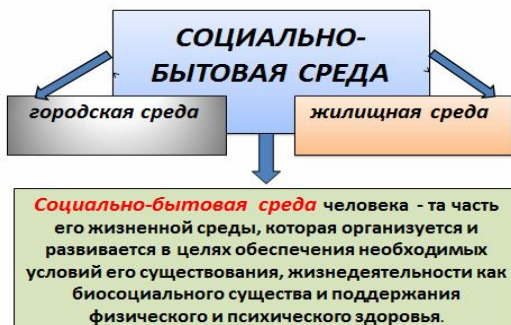 СОЦИАЛЬНО-
БЫТОВАЯ СРЕДА
городская среда
жилищная среда
Социально-бытовая среда человека - та часть
его жизненной среды, которая организуется и
развивается в целях обеспечения необходимых
условий его существования, жизнедеятельности как
биосоциального существа и поддержания
физического и психического здоровья.